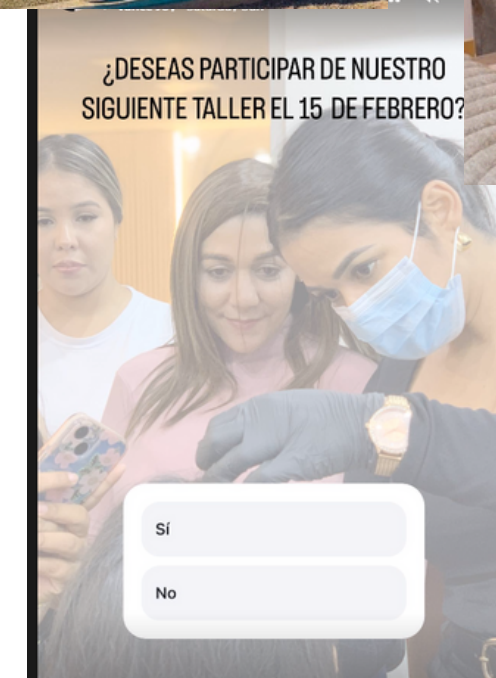 ¿DESEAS PARTICIPAR DE NUESTRO
SIGUIENTE TALLER EL 15 DE FEBRERO?
Sí
No